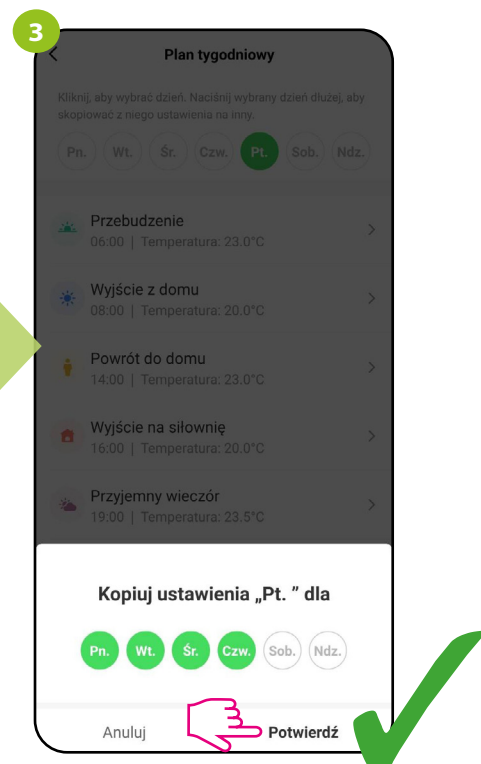 3
Plan tygodniowy
Kliknij, aby wybrać dzień. Naciśnij wybrany dzień dłużej, aby
skopiować z niego ustawienia na inny.
Pn. Wt. Śr. Czw. Pt. Sob. Ndz.
Przebudzenie
06:00 | Temperatura: 23.0°C
Wyjście z domu
08:00 | Temperatura: 20.0°C
Powrót do domu
14:00 | Temperatura: 23.0°C
Wyjście na siłownię
16:00 | Temperatura: 20.0°C
Przyjemny wieczór
19:00 | Temperatura: 23.5°C
Kopiuj ustawienia „Pt. ” dla
Pn. Wt. Śr. Czw. Sob. Ndz.
Anuluj Potwierdź